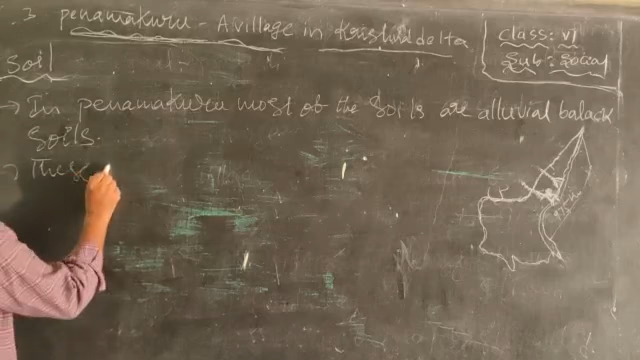 3 penamakuru - A village in Krishna delta
Class: VI
Sub: Social
Soil
→ In penamakuru most of the soils are alluvial balack
soils.
→ These